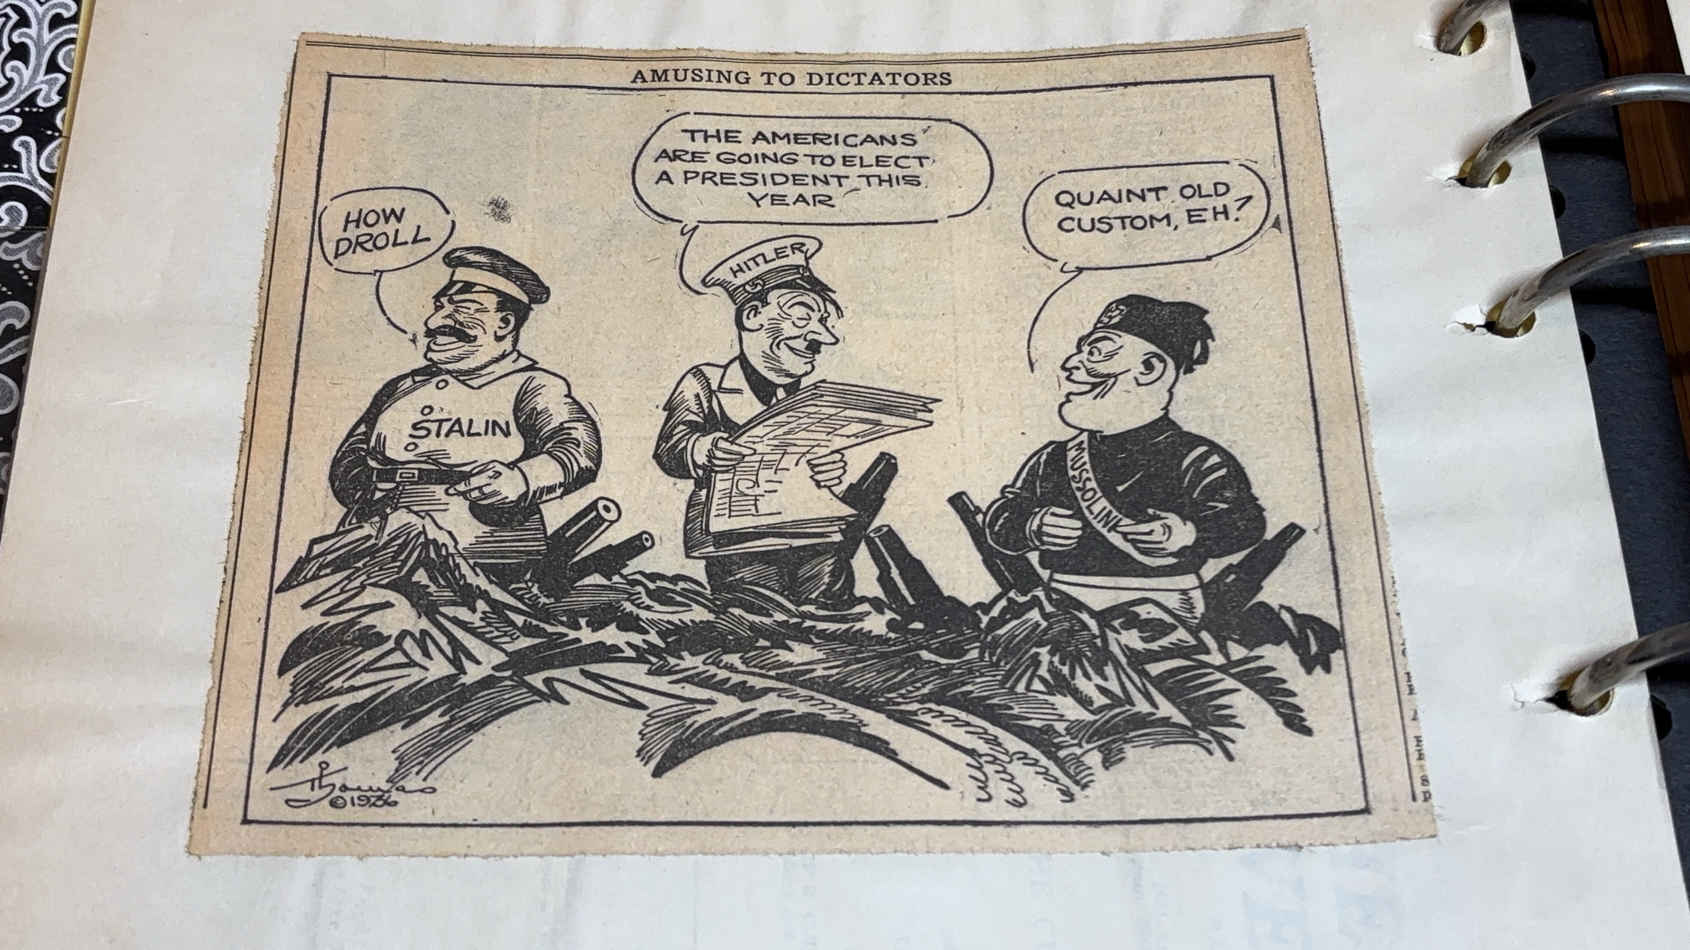 AMUSING TO DICTATORS
HOW
DROLL
THE AMERICANS
ARE GOING TO ELECT
A PRESIDENT THIS
YEAR
QUAINT OLD
CUSTOM, EH?
HITLER
STALIN
MUSSOLINI
Thomas